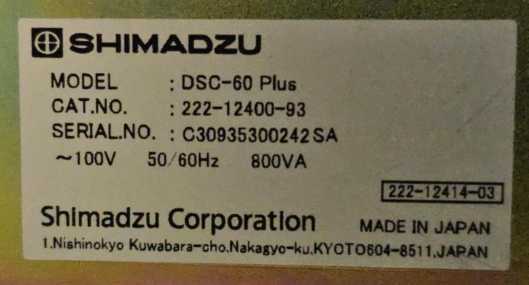 SHIMADZU
MODEL : DSC-60 Plus
CAT.NO. : 222-12400-93
SERIAL.NO. : C30935300242SA
~100V 50/60Hz 800VA
222-12414-03
Shimadzu Corporation MADE IN JAPAN
1.Nishinokyo Kuwabara-cho.Nakagyo-ku.KYOTO604-8511.JAPAN